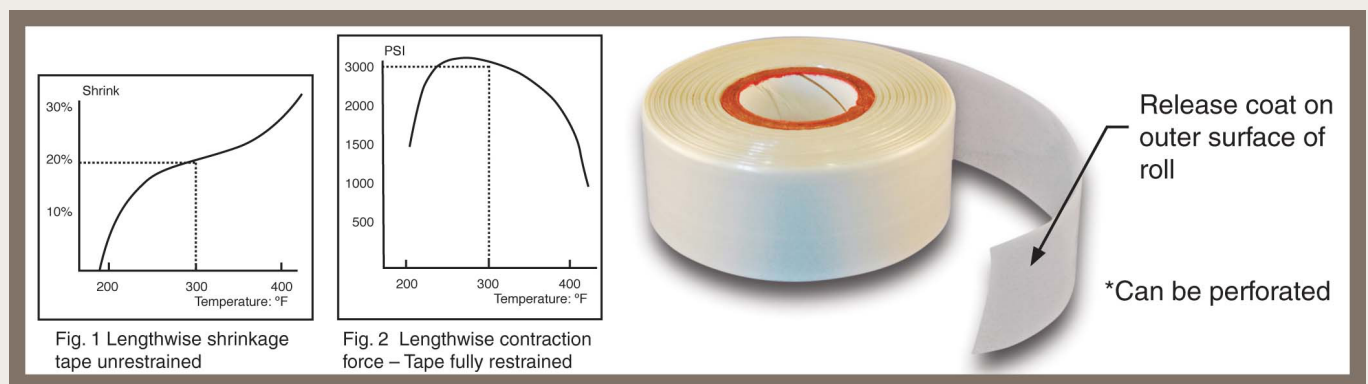 Shrink
30%
20%
10%
200
300
400
Temperature: °F
Fig. 1 Lengthwise shrinkage
tape unrestrained
PSI
3000
2000
1500
1000
500
200
300
400
Temperature: °F
Fig. 2 Lengthwise contraction
force – Tape fully restrained
Release coat on
outer surface of
roll
*Can be perforated